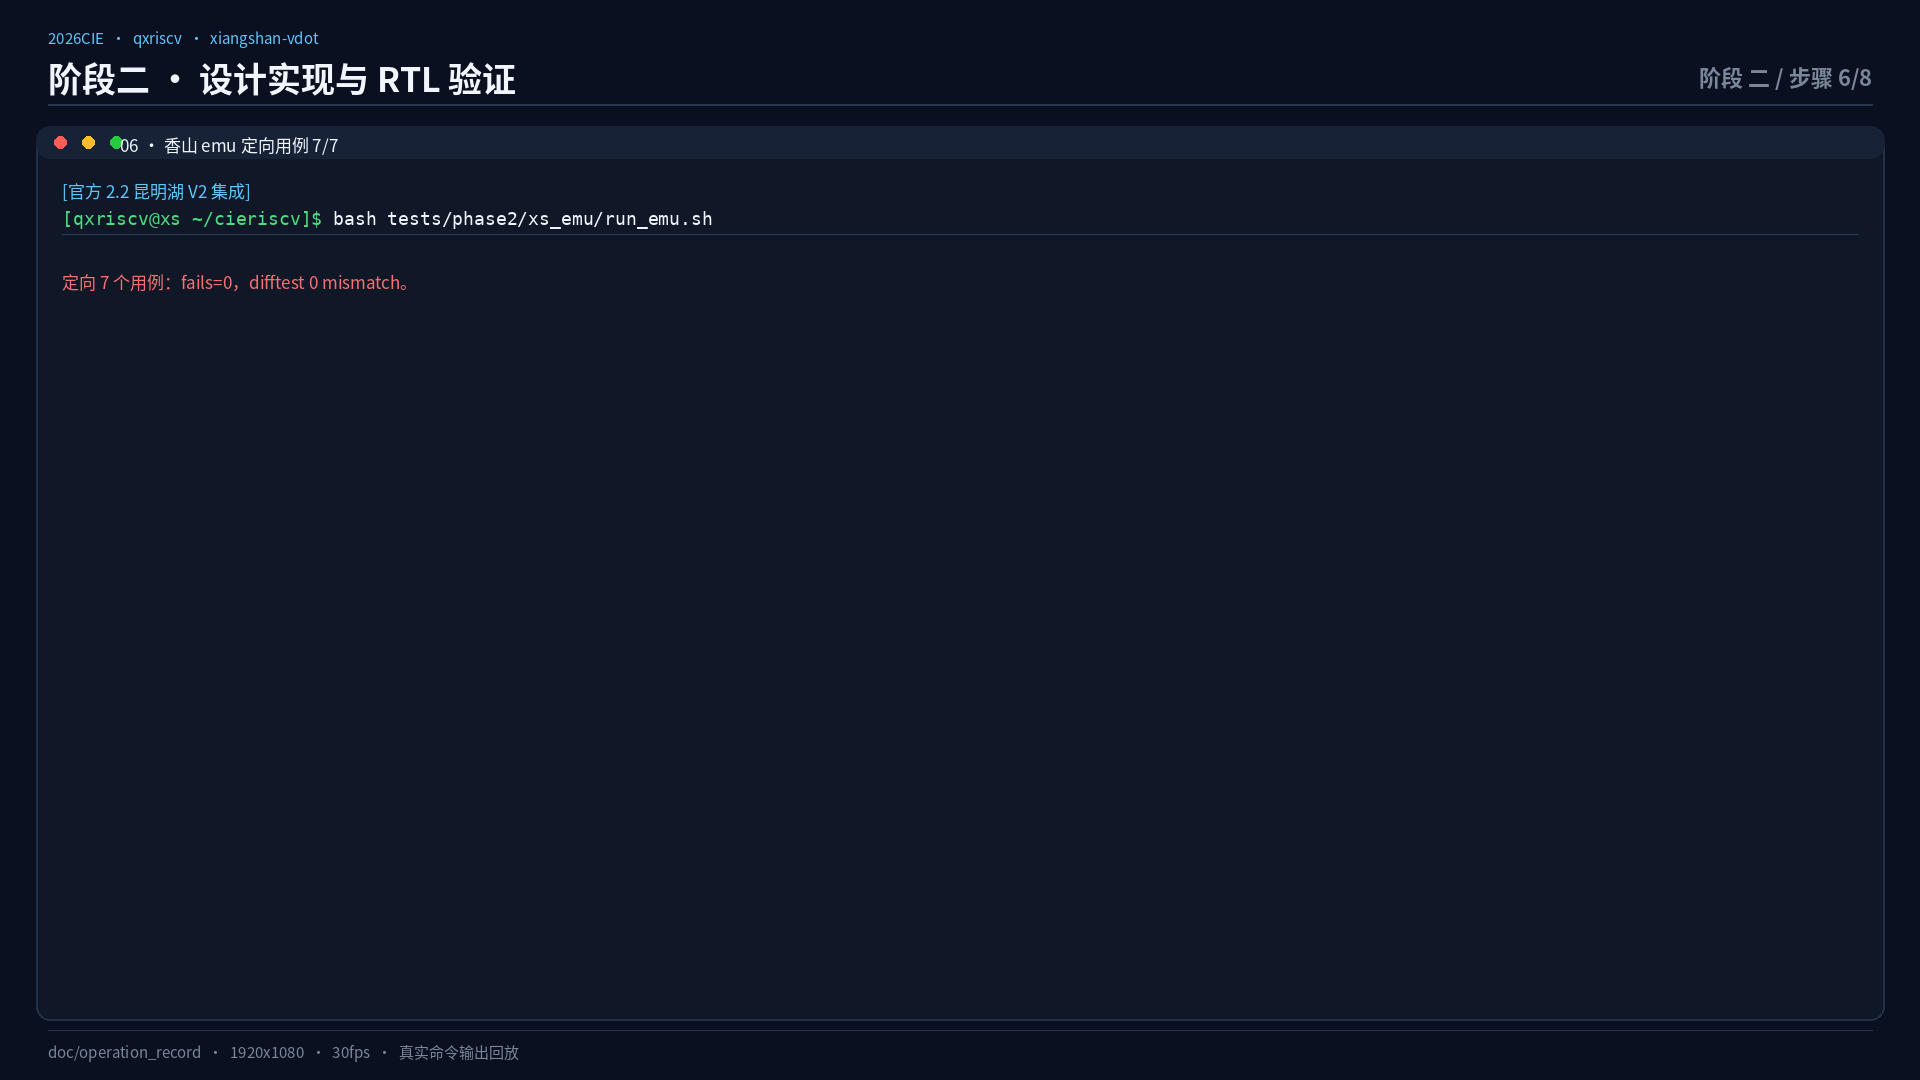 2026CIE · qxriscv · xiangshan-vdot
阶段二 · 设计实现与 RTL 验证
阶段 二 / 步骤 6/8
06 · 香山 emu 定向用例 7/7
[官方 2.2 昆明湖 V2 集成]
[qxriscv@xs ~/cieriscv]$ bash tests/phase2/xs_emu/run_emu.sh
定向 7 个用例：fails=0，difftest 0 mismatch。
doc/operation_record · 1920x1080 · 30fps · 真实命令输出回放